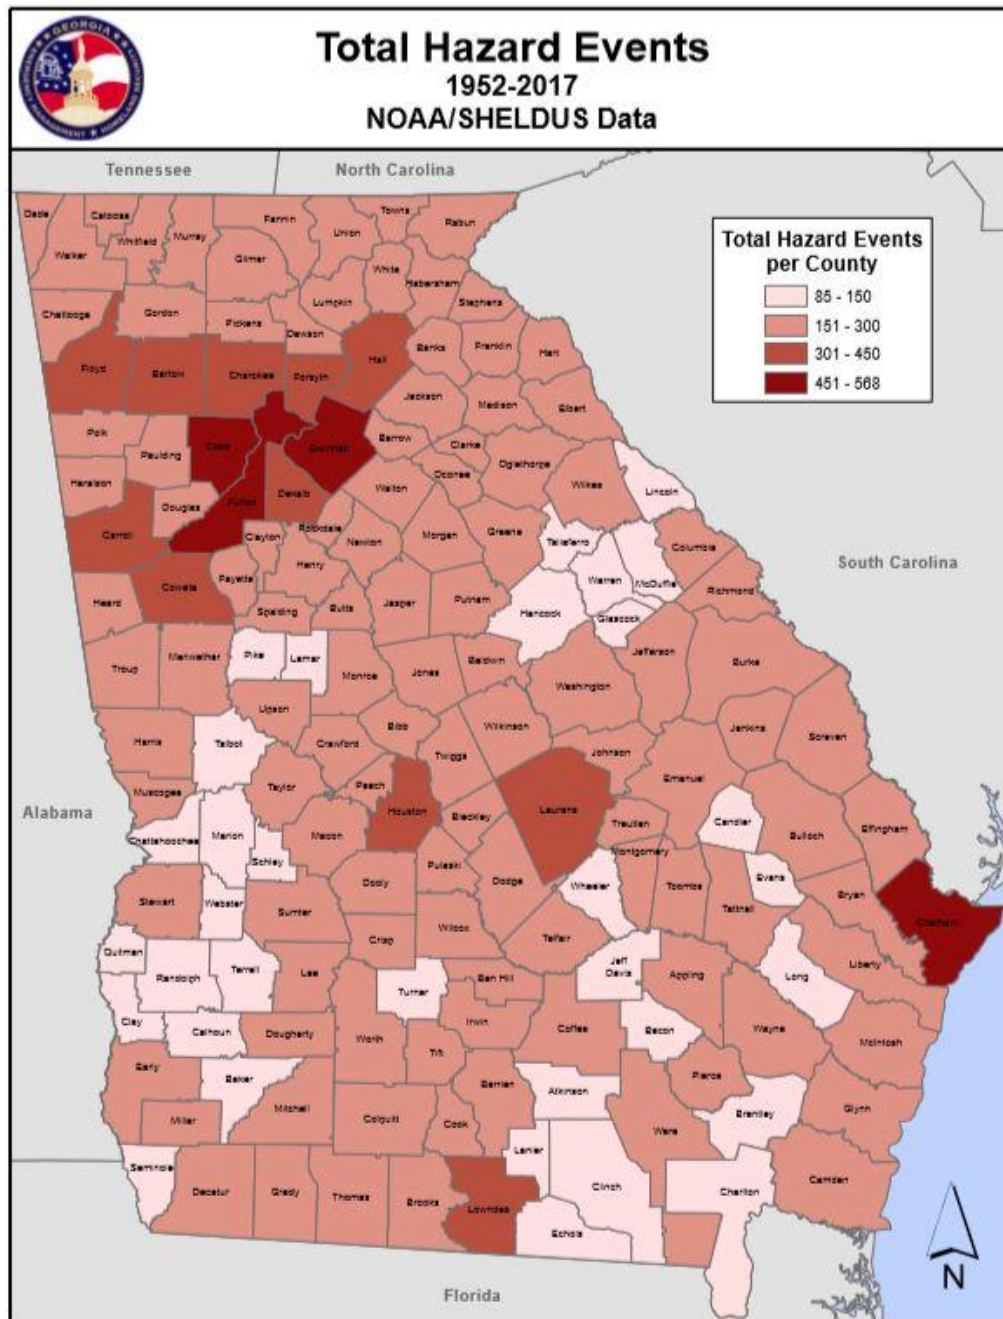 GEORGIA
EMERGENCY MANAGEMENT ★ HOMELAND SECURITY
Total Hazard Events
1952-2017
NOAA/SHELDUS Data
Tennessee
North Carolina
Total Hazard Events
per County
85 - 150
151 - 300
301 - 450
451 - 568
Dade
Catoosa
Whitfield
Murray
Fannin
Union
Towns
Rabun
Walker
Gilmer
White
Habersham
Lumpkin
Stephens
Chattooga
Gordon
Pickens
Dawson
Banks
Franklin
Hart
Floyd
Bartow
Cherokee
Forsyth
Hall
Jackson
Madison
Elbert
Polk
Paulding
Cobb
Gwinnett
Barrow
Clarke
Oconee
Oglethorpe
Wilkes
Lincoln
Haralson
Douglas
Fulton
Dekalb
Walton
Carroll
Clayton
Rockdale
Newton
Morgan
Greene
Taliaferro
Columbia
South Carolina
Heard
Coweta
Fayette
Henry
Spalding
Butts
Jasper
Putnam
Hancock
Warren
McDuffie
Glascock
Richmond
Troup
Meriwether
Pike
Lamar
Monroe
Jones
Baldwin
Washington
Jefferson
Burke
Upson
Bibb
Wilkinson
Jenkins
Screven
Harris
Talbot
Crawford
Twiggs
Johnson
Emanuel
Muscogee
Taylor
Peach
Houston
Bleckley
Laurens
Treutlen
Candler
Bulloch
Effingham
Alabama
Chattahoochee
Marion
Schley
Macon
Pulaski
Dodge
Wheeler
Montgomery
Toombs
Tattnall
Evans
Bryan
Chatham
Stewart
Webster
Sumter
Dooly
Crisp
Wilcox
Telfair
Jeff
Davis
Appling
Long
Liberty
Quitman
Randolph
Terrell
Lee
Turner
Ben Hill
Irwin
Coffee
Bacon
Wayne
McIntosh
Clay
Calhoun
Dougherty
Worth
Tift
Early
Baker
Mitchell
Miller
Colquitt
Cook
Berrien
Atkinson
Pierce
Ware
Brantley
Glynn
Seminole
Decatur
Grady
Thomas
Brooks
Lowndes
Lanier
Clinch
Echols
Charlton
Camden
Florida
N